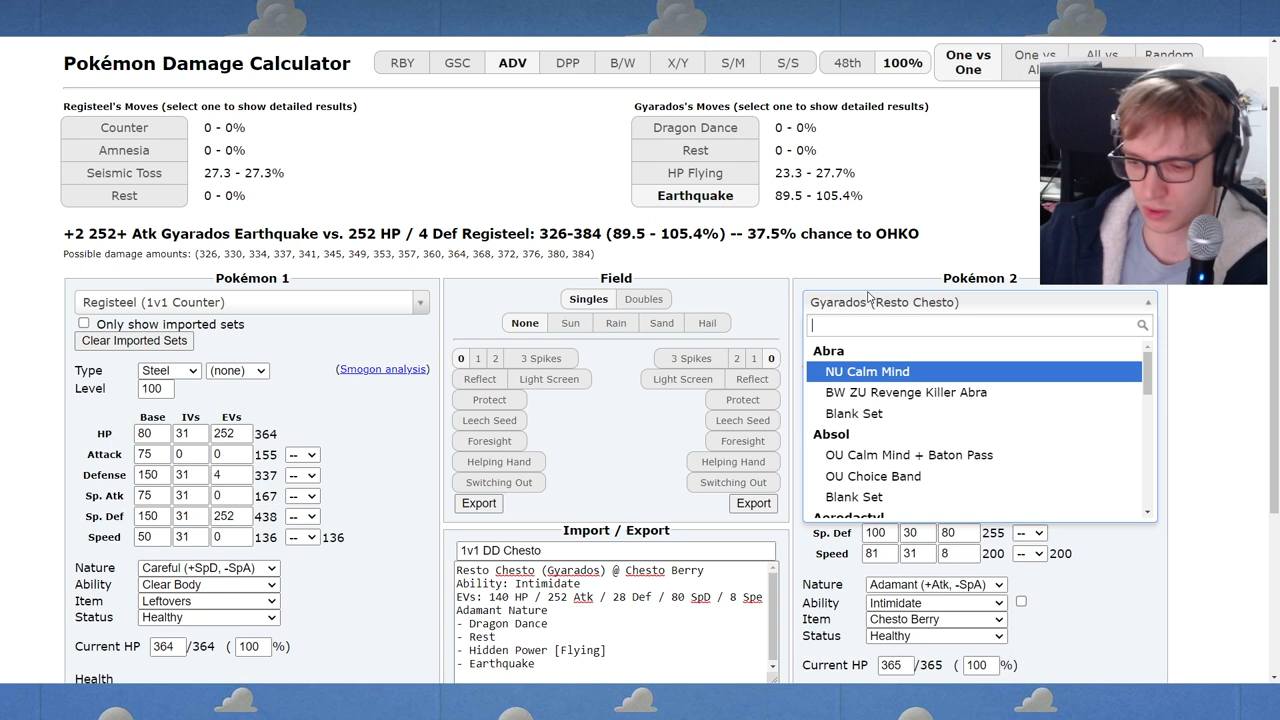 Pokémon Damage Calculator
RBY GSC ADV DPP B/W X/Y S/M S/S 48th 100% One vs One One vs All vs Random
Registeel's Moves (select one to show detailed results)
Counter 0 - 0%
Amnesia 0 - 0%
Seismic Toss 27.3 - 27.3%
Rest 0 - 0%
Gyarados's Moves (select one to show detailed results)
Dragon Dance 0 - 0%
Rest 0 - 0%
HP Flying 23.3 - 27.7%
Earthquake 89.5 - 105.4%
+2 252+ Atk Gyarados Earthquake vs. 252 HP / 4 Def Registeel: 326-384 (89.5 - 105.4%) -- 37.5% chance to OHKO
Possible damage amounts: (326, 330, 334, 337, 341, 345, 349, 353, 357, 360, 364, 368, 372, 376, 380, 384)
Pokémon 1
Registeel (1v1 Counter)
Only show imported sets
Clear Imported Sets
Type Steel (none) (Smogon analysis)
Level 100
Base IVs EVs
HP 80 31 252 364
Attack 75 0 0 155 --
Defense 150 31 4 337 --
Sp. Atk 75 31 0 167 --
Sp. Def 150 31 252 438 --
Speed 50 31 0 136 -- 136
Nature Careful (+SpD, -SpA)
Ability Clear Body
Item Leftovers
Status Healthy
Current HP 364 /364 ( 100 %)
Health
Field
Singles Doubles
None Sun Rain Sand Hail
0 1 2 3 Spikes 3 Spikes 2 1 0
Reflect Light Screen Light Screen Reflect
Protect Protect
Leech Seed Leech Seed
Foresight Foresight
Helping Hand Helping Hand
Switching Out Switching Out
Export Export
Import / Export
1v1 DD Chesto
Resto Chesto (Gyarados) @ Chesto Berry
Ability: Intimidate
EVs: 140 HP / 252 Atk / 28 Def / 80 SpD / 8 Spe
Adamant Nature
- Dragon Dance
- Rest
- Hidden Power [Flying]
- Earthquake
Pokémon 2
Gyarados (Resto Chesto)
Abra
NU Calm Mind
BW ZU Revenge Killer Abra
Blank Set
Absol
OU Calm Mind + Baton Pass
OU Choice Band
Blank Set
Aerodactyl
Sp. Def 100 30 80 255 --
Speed 81 31 8 200 -- 200
Nature Adamant (+Atk, -SpA)
Ability Intimidate
Item Chesto Berry
Status Healthy
Current HP 365 /365 ( 100 %)